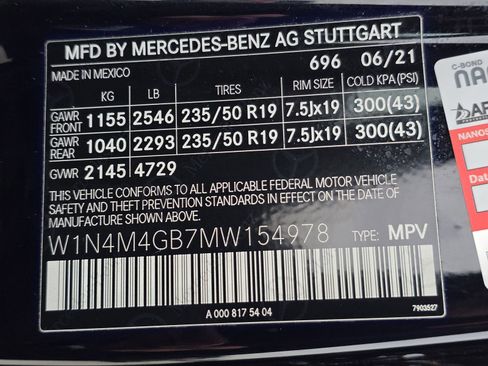 MFD BY MERCEDES-BENZ AG STUTTGART
MADE IN MEXICO 696 06/21
KG LB TIRES RIM SIZE COLD KPA(PSI)
GAWR FRONT 1155 2546 235/50 R19 7.5Jx19 300(43)
GAWR REAR 1040 2293 235/50 R19 7.5Jx19 300(43)
GVWR 2145 4729
THIS VEHICLE CONFORMS TO ALL APPLICABLE FEDERAL MOTOR VEHICLE
SAFETY AND THEFT PREVENTION STANDARDS IN EFFECT ON THE
DATE OF MANUFACTURE SHOWN ABOVE.
W1N4M4GB7MW154978 TYPE: MPV
A 000 817 54 04
7903527
C-BOND
NANOS